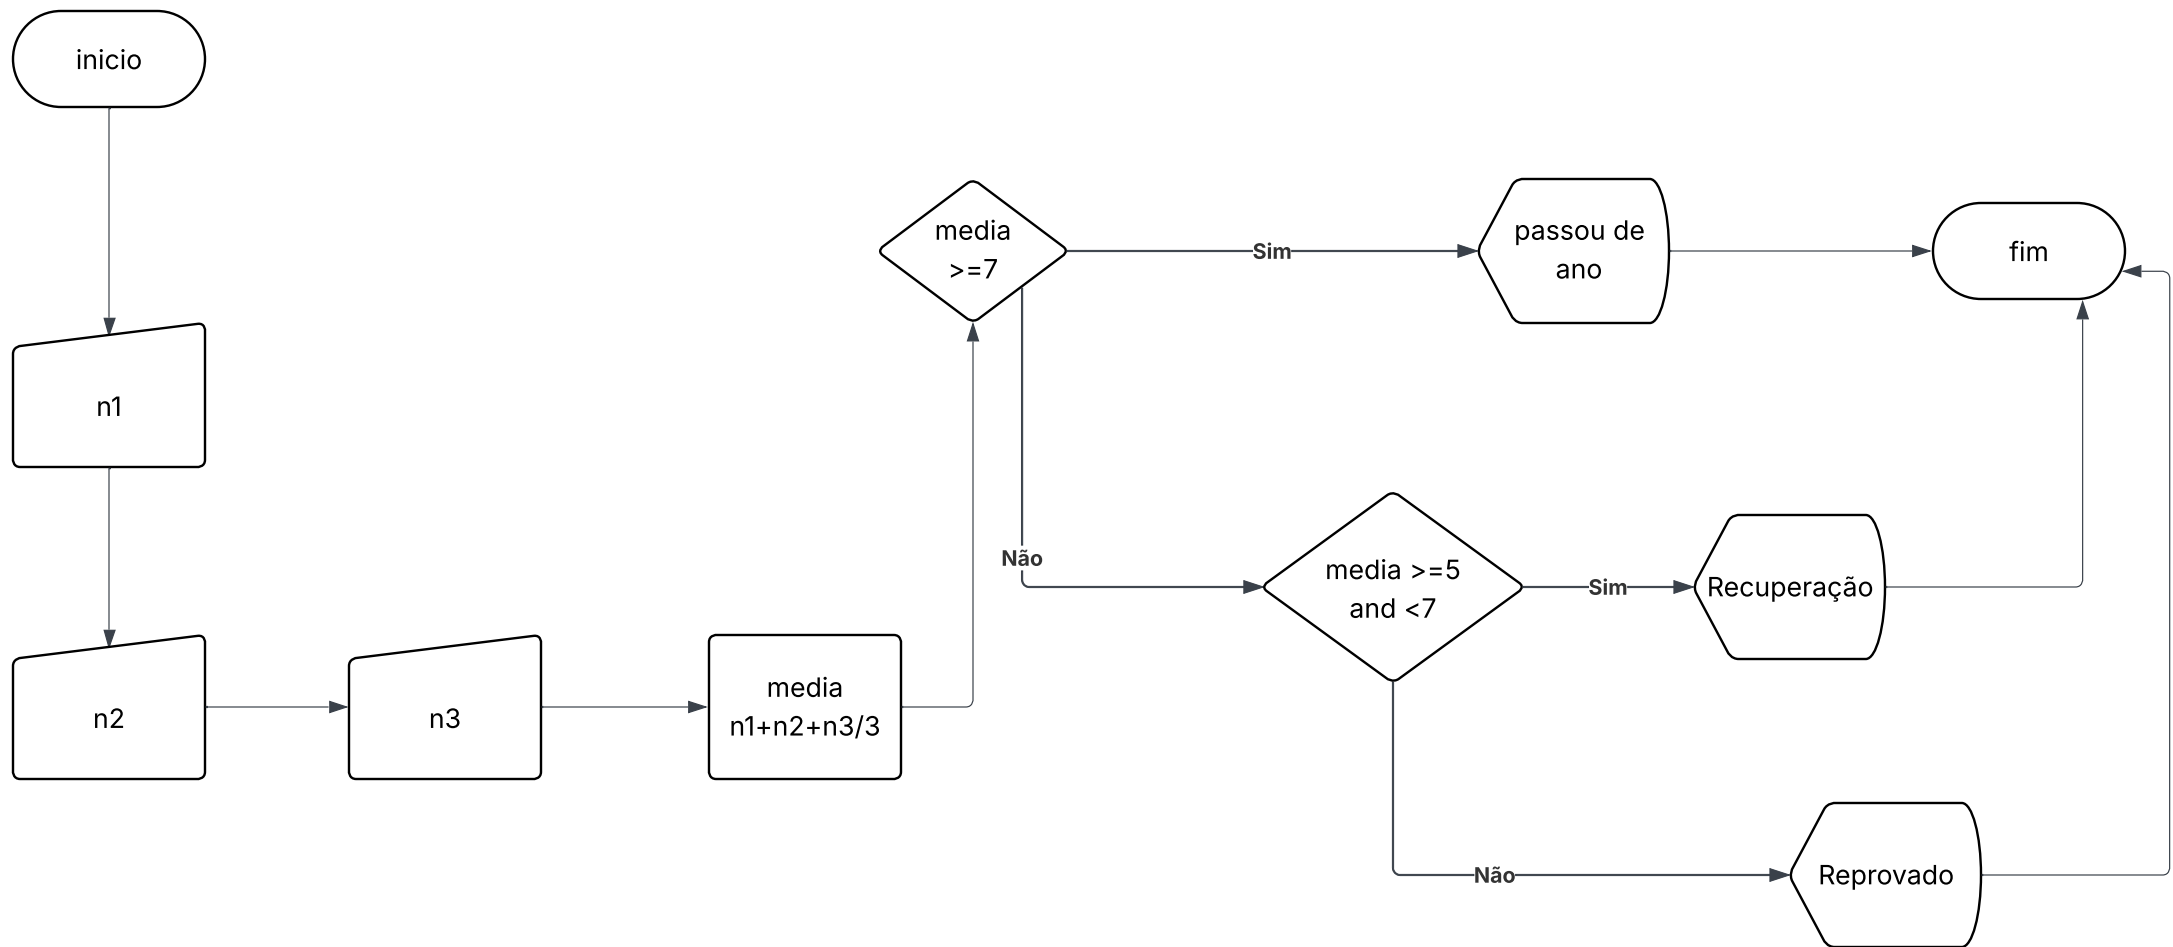 inicio
n1
n2
n3
media
n1+n2+n3/3
media
>=7
Sim
passou de
ano
fim
Não
media >=5
and <7
Sim
Recuperação
Não
Reprovado